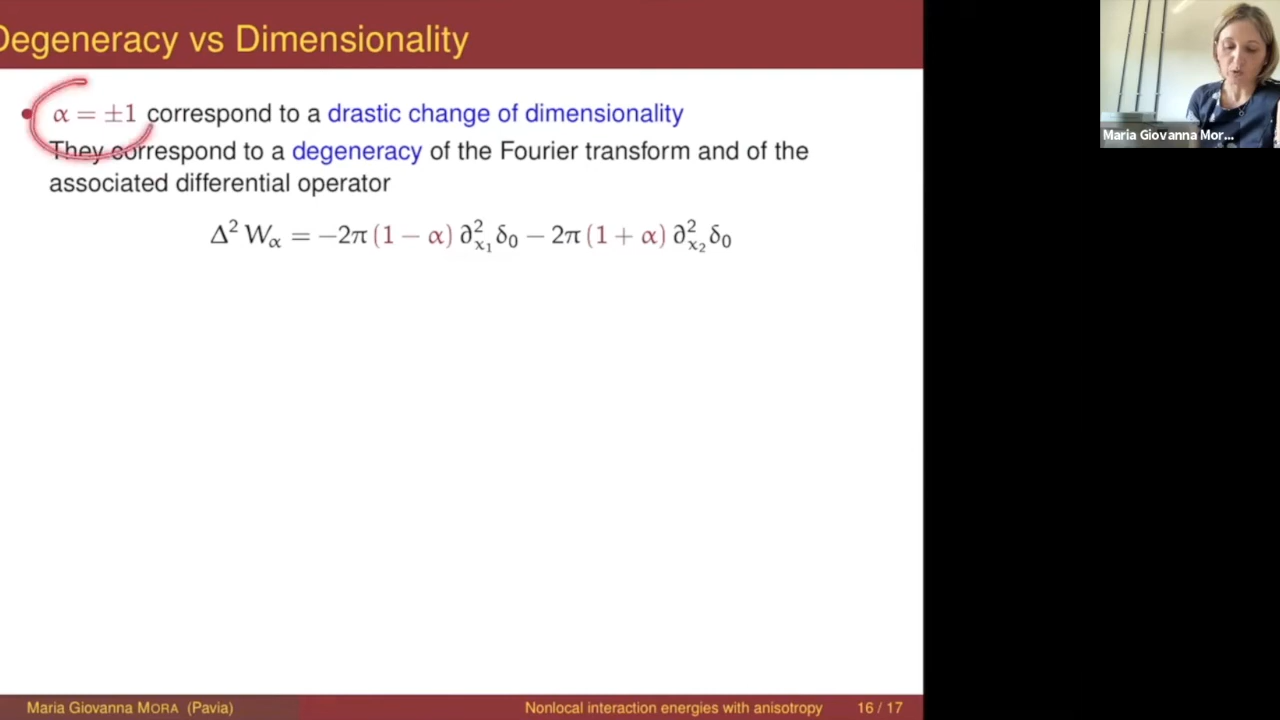 Degeneracy vs Dimensionality
• α = ±1 correspond to a drastic change of dimensionality
They correspond to a degeneracy of the Fourier transform and of the
associated differential operator
Δ² W_α = −2π (1 − α) ∂²_{x₁} δ₀ − 2π (1 + α) ∂²_{x₂} δ₀
Maria Giovanna Mor...
Maria Giovanna MORA (Pavia) Nonlocal interaction energies with anisotropy 16 / 17